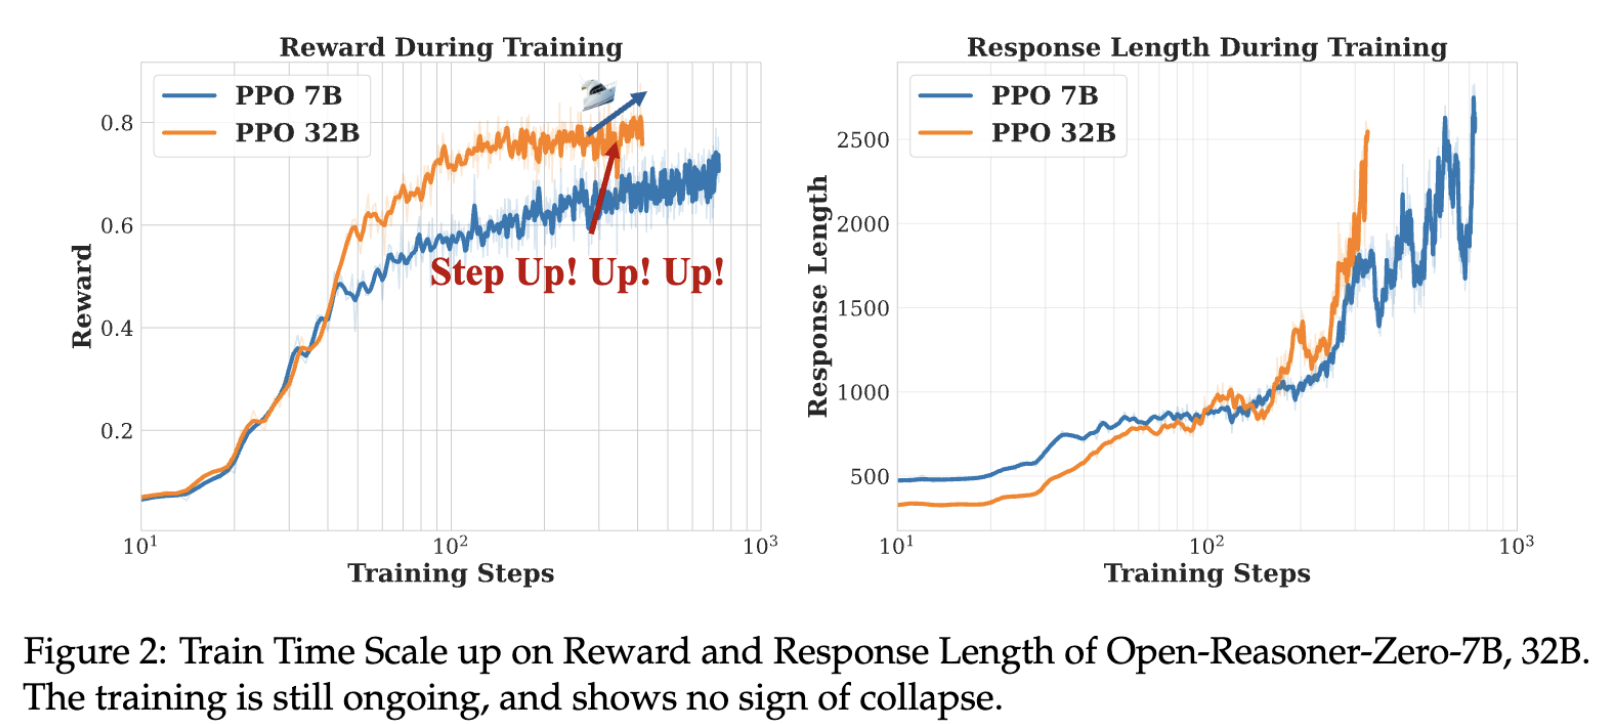 Reward During Training
PPO 7B
PPO 32B
0.8
0.6
0.4
0.2
Reward
Step Up! Up! Up!
10¹
10²
10³
Training Steps
Response Length During Training
PPO 7B
PPO 32B
2500
2000
1500
1000
500
Response Length
10¹
10²
10³
Training Steps
Figure 2: Train Time Scale up on Reward and Response Length of Open-Reasoner-Zero-7B, 32B.
The training is still ongoing, and shows no sign of collapse.